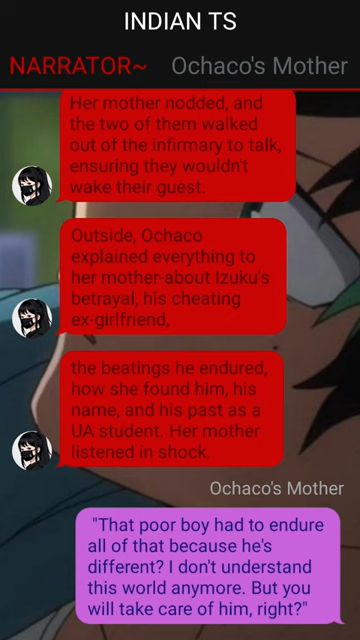 INDIAN TS
NARRATOR~ Ochaco's Mother
Her mother nodded, and
the two of them walked
out of the infirmary to talk,
ensuring they wouldn't
wake their guest.
Outside, Ochaco
explained everything to
her mother-about Izuku's
betrayal, his cheating
ex-girlfriend,
the beatings he endured,
how she found him, his
name, and his past as a
UA student. Her mother
listened in shock.
Ochaco's Mother
"That poor boy had to endure
all of that because he's
different? I don't understand
this world anymore. But you
will take care of him, right?"